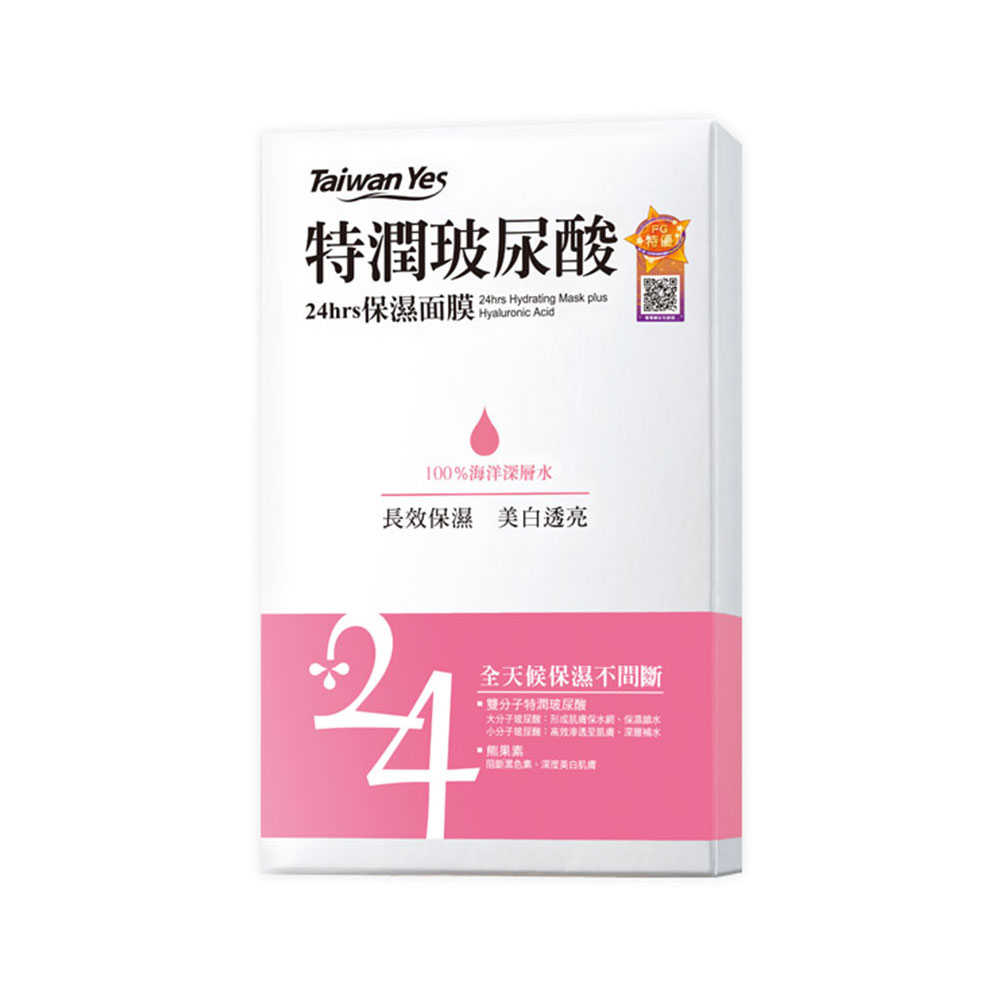 Taiwan Yes
特潤玻尿酸
24hrs保濕面膜
24hrs Hydrating Mask plus
Hyaluronic Acid
FG
特優
100%海洋深層水
長效保濕 美白透亮
24
全天候保濕不間斷
▪ 雙分子特潤玻尿酸
大分子玻尿酸：形成肌膚保水網、保濕鎖水
小分子玻尿酸：高效滲透至肌膚、深層補水
▪ 熊果素
阻斷黑色素、深度美白肌膚